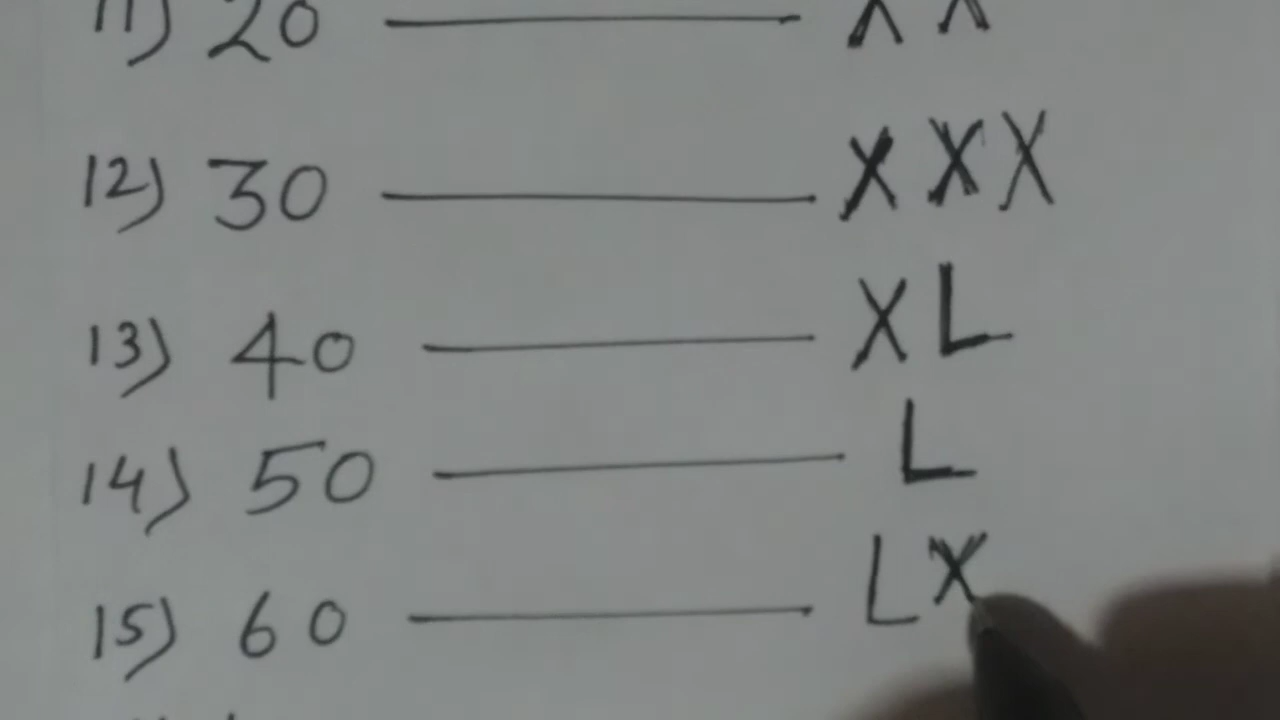 11) 20 ——— XX
12) 30 ——— XXX
13) 40 ——— XL
14) 50 ——— L
15) 60 ——— LX